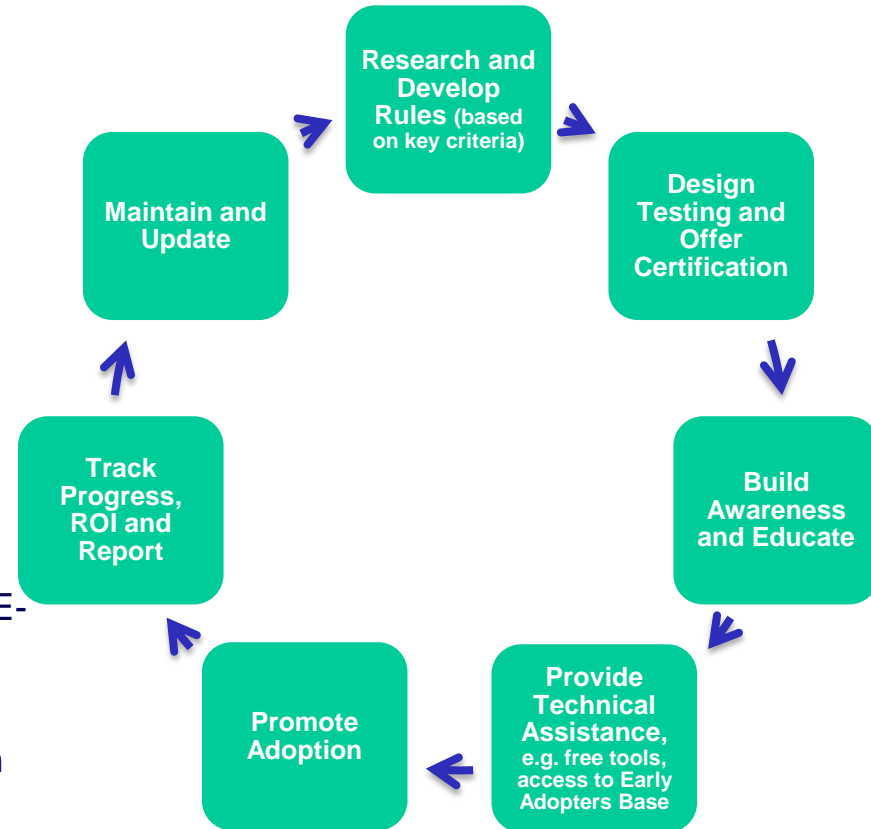 Research and
Develop
Rules (based
on key criteria)
Design
Testing and
Offer
Certification
Build
Awareness
and Educate
Provide
Technical
Assistance,
e.g. free tools,
access to Early
Adopters Base
Promote
Adoption
Track
Progress,
ROI and
Report
Maintain and
Update
E-